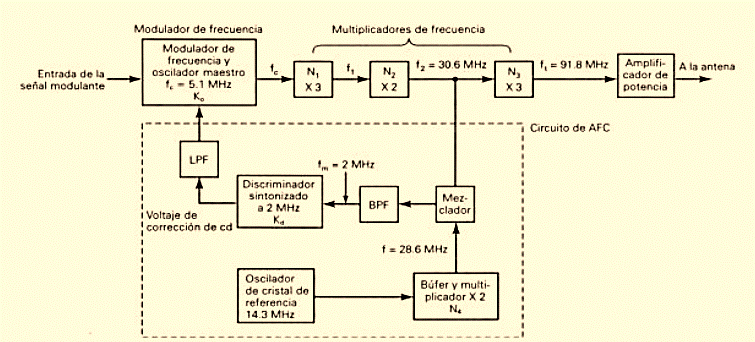 Modulador de frecuencia
Multiplicadores de frecuencia
Modulador de
frecuencia y
oscilador maestro
fc = 5.1 MHz
Ko
Entrada de la
señal modulante
fc
N1
X 3
f1
N2
X 2
f2 = 30.6 MHz
N3
X 3
ft = 91.8 MHz
Amplifi-
cador de
potencia
A la antena
Circuito de AFC
LPF
fm = 2 MHz
Discriminador
sintonizado
a 2 MHz
Kd
BPF
Mez-
clador
Voltaje de
corrección de cd
f = 28.6 MHz
Oscilador
de cristal de
referencia
14.3 MHz
Búfer y multi-
plicador X 2
N4